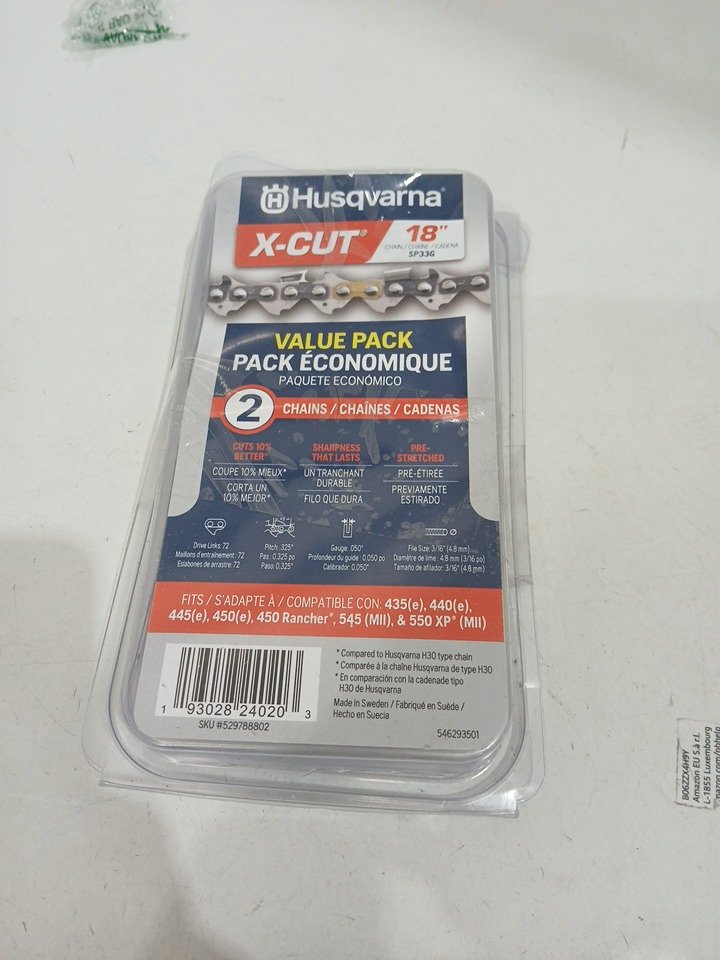 Husqvarna
X-CUT®
18"
CHAIN / CHAÎNE / CADENA
SP33G
VALUE PACK
PACK ÉCONOMIQUE
PAQUETE ECONÓMICO
2 CHAINS / CHAÎNES / CADENAS
CUTS 10%
BETTER*
COUPE 10% MIEUX*
CORTA UN
10% MEJOR*
SHARPNESS
THAT LASTS
UN TRANCHANT
DURABLE
FILO QUE DURA
PRE-
STRETCHED
PRÉ-ÉTIRÉE
PREVIAMENTE
ESTIRADO
Drive Links: 72
Maillons d'entraînement: 72
Eslabones de arrastre: 72
Pitch: .325"
Pas: 0.325 po
Paso: 0.325"
Gauge: .050"
Profondeur du guide: 0.050 po
Calibrador: 0.050"
File Size: 3/16" (4.8 mm)
Diamètre de lime: 4.8 mm (3/16 po)
Tamaño de afilador: 3/16" (4.8 mm)
FITS / S'ADAPTE À / COMPATIBLE CON: 435(e), 440(e),
445(e), 450(e), 450 Rancher®, 545 (MII), & 550 XP® (MII)
* Compared to Husqvarna H30 type chain
* Comparée à la chaîne Husqvarna de type H30
* En comparación con la cadenade tipo
H30 de Husqvarna
Made in Sweden / Fabriqué en Suède /
Hecho en Suecia
546293501
1 93028 24020 3
SKU #529788802
B06ZZX4H9Y
Amazon EU S.à r.l.
L-1855 Luxembourg